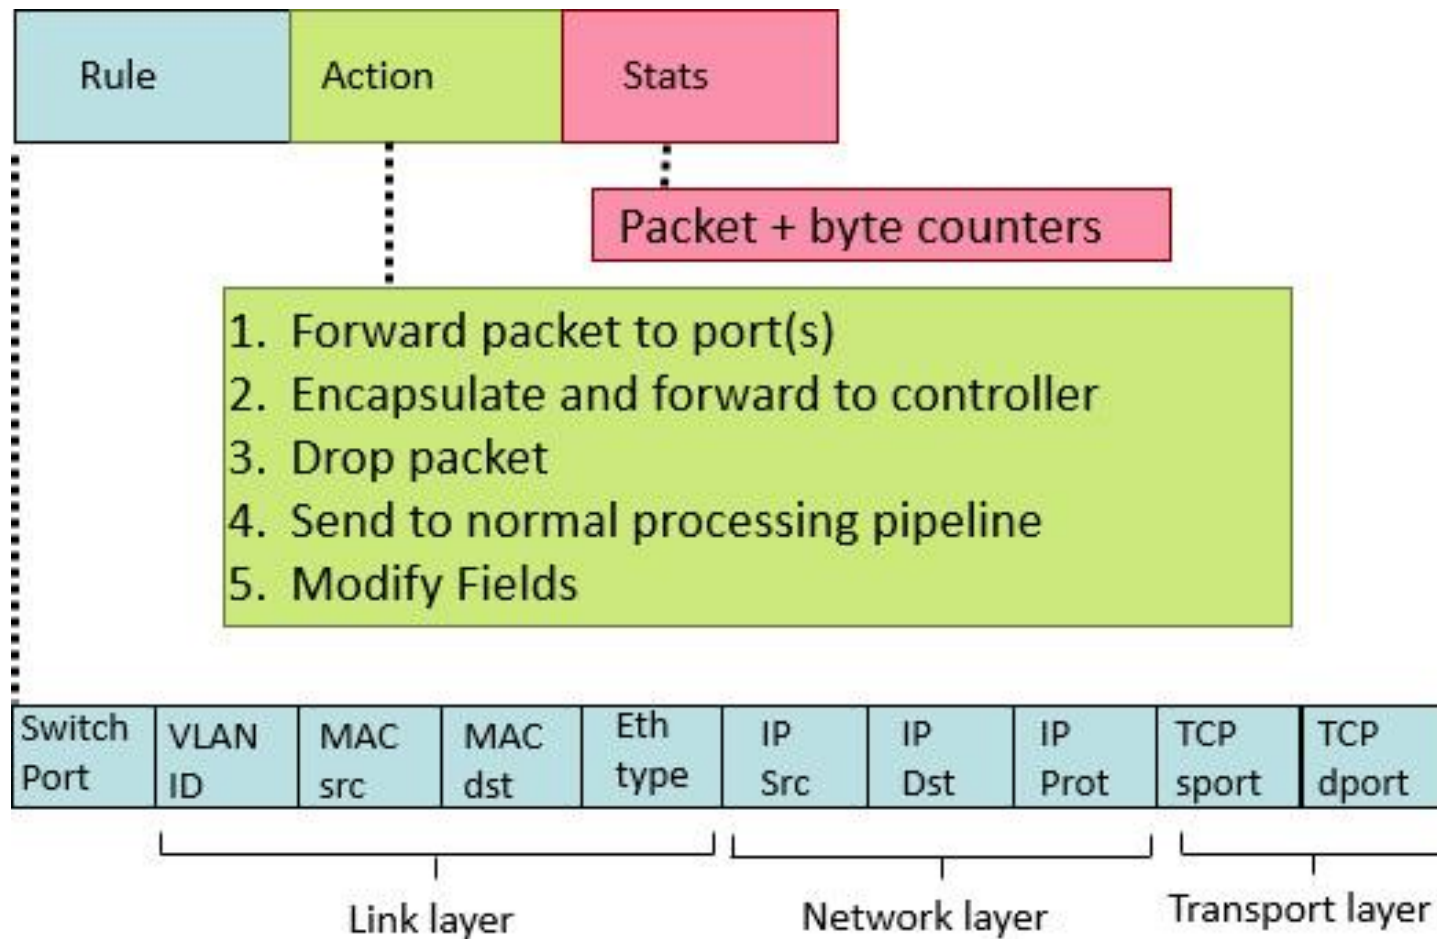 Rule Action Stats
Packet + byte counters
1. Forward packet to port(s)
2. Encapsulate and forward to controller
3. Drop packet
4. Send to normal processing pipeline
5. Modify Fields
Switch Port
VLAN ID
MAC src
MAC dst
Eth type
IP Src
IP Dst
IP Prot
TCP sport
TCP dport
Link layer
Network layer
Transport layer